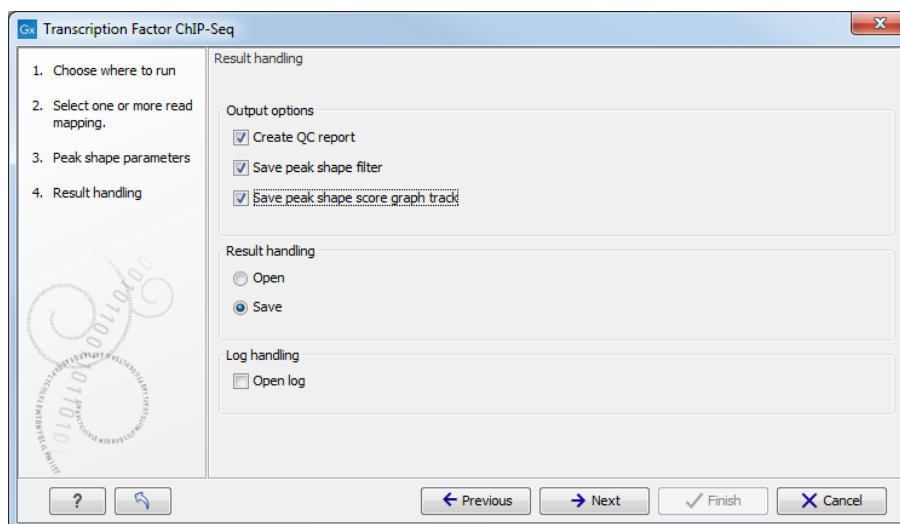 Gx Transcription Factor ChIP-Seq
1. Choose where to run
2. Select one or more read
mapping.
3. Peak shape parameters
4. Result handling
Result handling
Output options
Create QC report
Save peak shape filter
Save peak shape score graph track
Result handling
Open
Save
Log handling
Open log
?
Previous
Next
Finish
Cancel